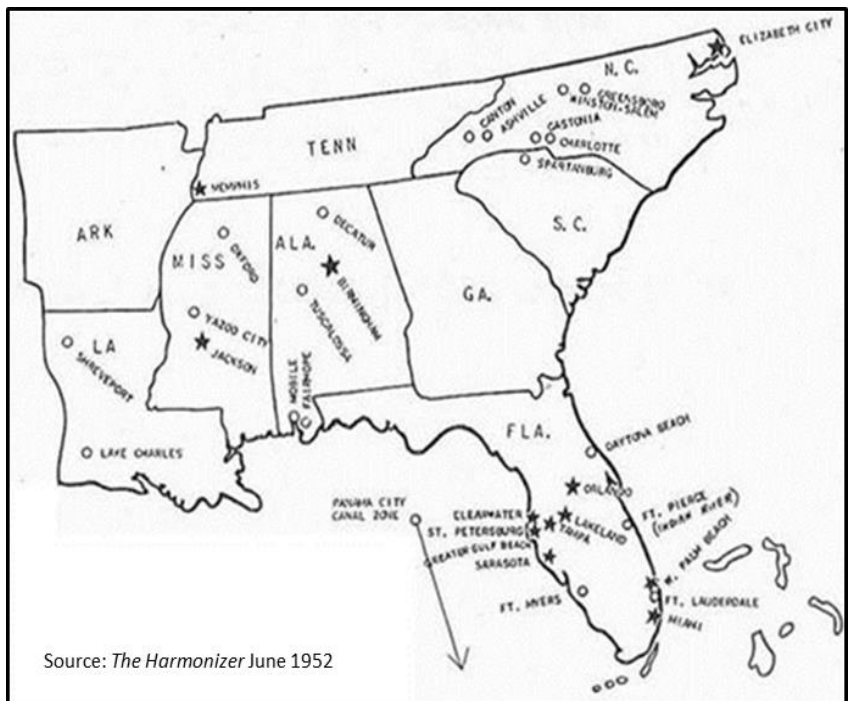 ELIZABETH CITY
N. C.
GREENSBORO
WINSTON-SALEM
CANTON
ASHVILLE
GASTONIA
CHARLOTTE
SPARTANBURG
TENN
MEMPHIS
S. C.
ARK
MISS
OXFORD
YAZOO CITY
JACKSON
ALA.
DECATUR
BIRMINGHAM
TUSCALOSSA
MOBILE
FAIRHOPE
GA.
LA
SHREVEPORT
LAKE CHARLES
FLA.
DAYTONA BEACH
ORLANDO
PANAMA CITY
CANAL ZONE
CLEARWATER
ST. PETERSBURG
GREATER GULF BEACH
SARASOTA
LAKELAND
TAMPA
FT. PIERCE
(INDIAN RIVER)
W. PALM BEACH
FT. MYERS
FT. LAUDERDALE
MIAMI
Source: The Harmonizer June 1952